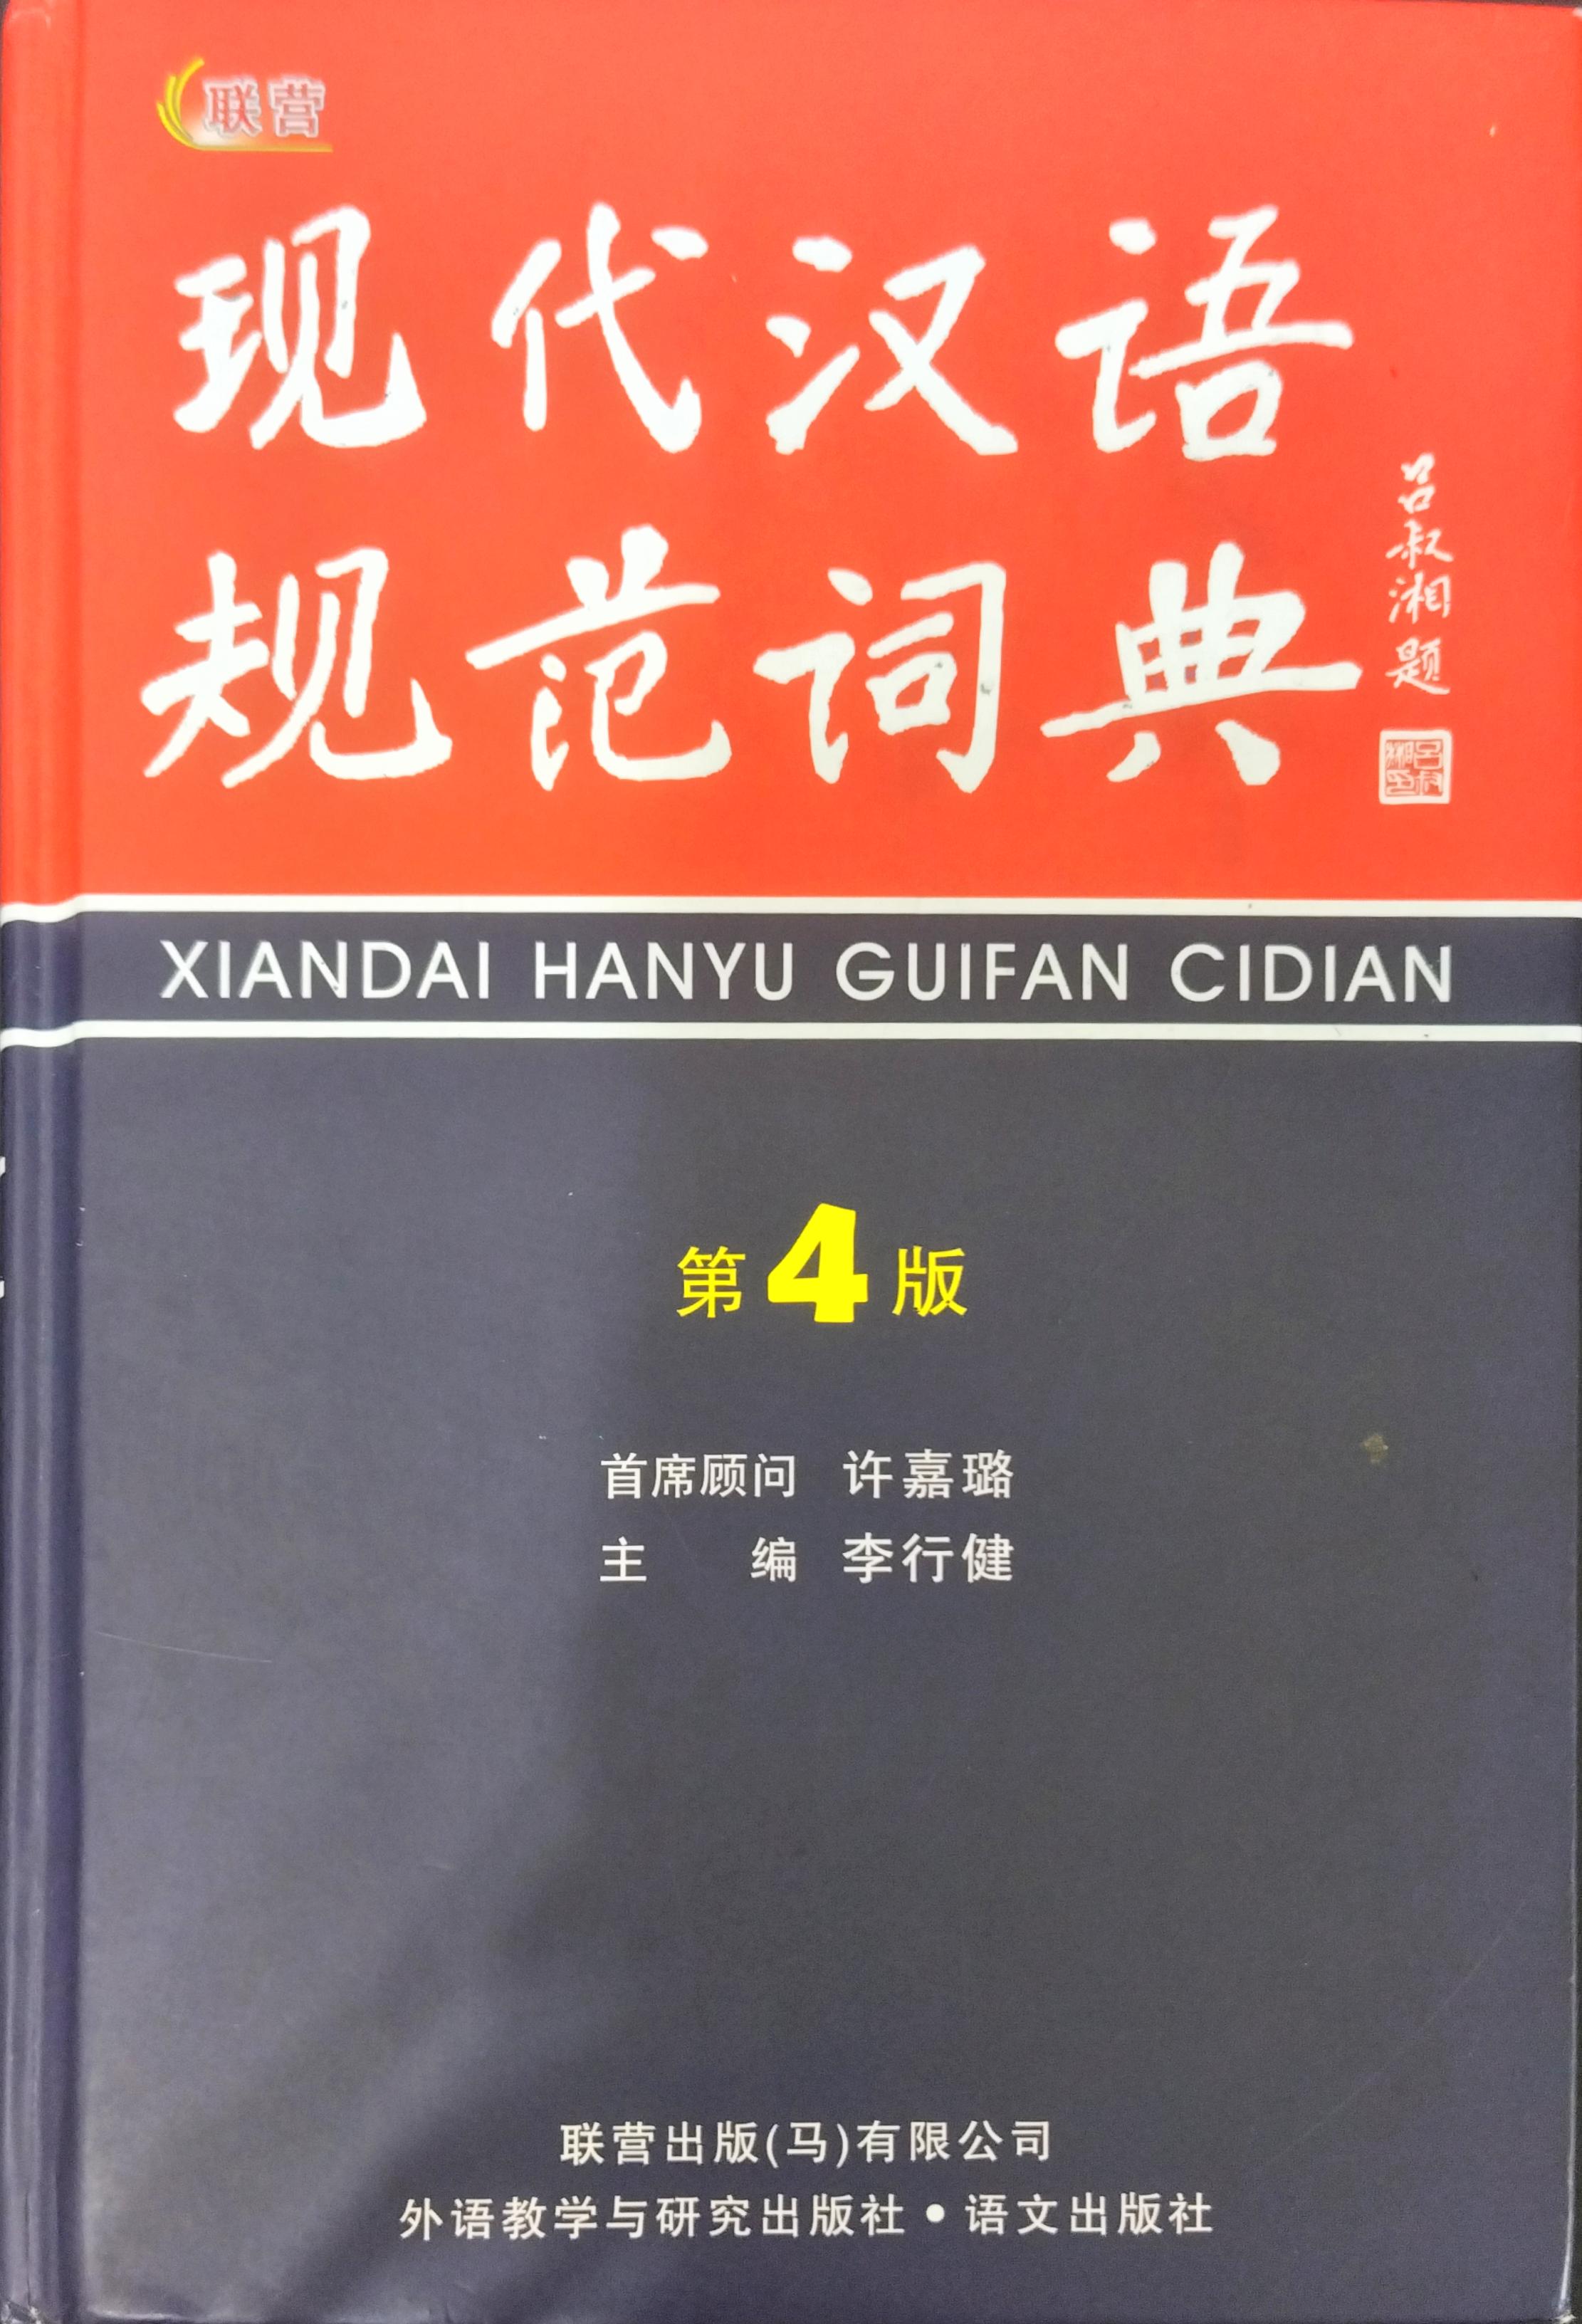 联营
现代汉语
规范词典
吕叔湘题
XIANDAI HANYU GUIFAN CIDIAN
第4版
首席顾问 许嘉璐
主 编 李行健
联营出版(马)有限公司
外语教学与研究出版社·语文出版社